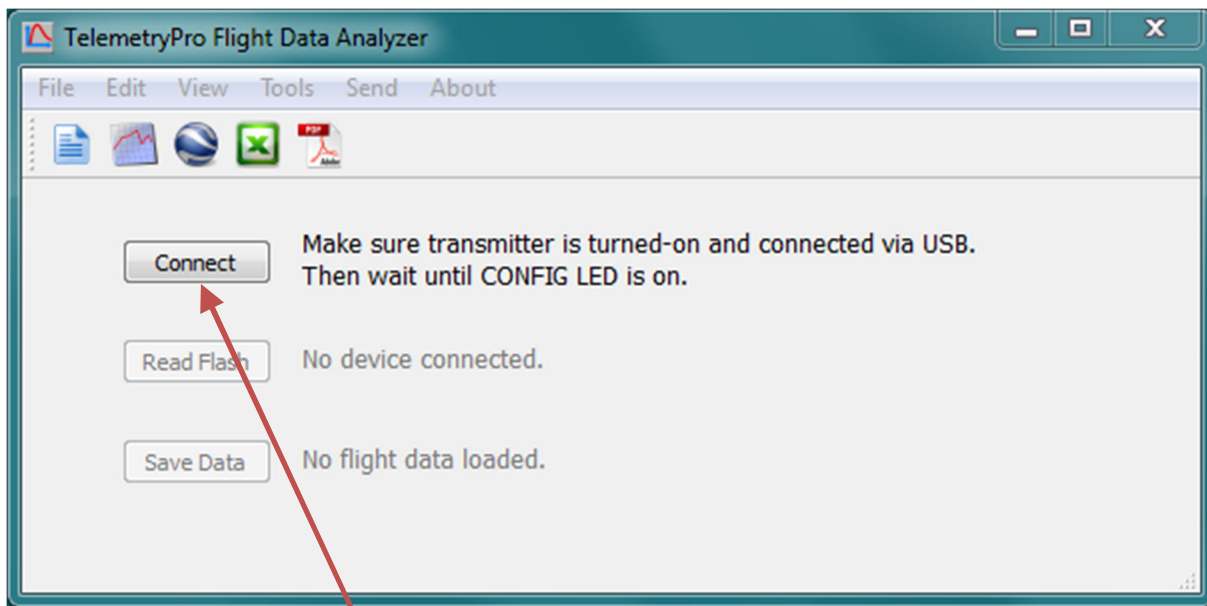 TelemetryPro Flight Data Analyzer
File Edit View Tools Send About
PDF
Adobe
Connect
Make sure transmitter is turned-on and connected via USB.
Then wait until CONFIG LED is on.
Read Flash
No device connected.
Save Data
No flight data loaded.